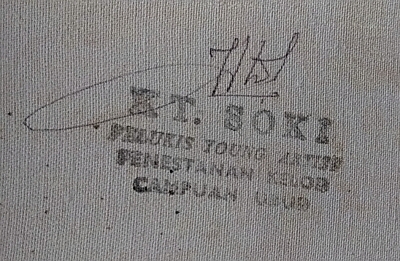 KT. SOKI
PELUKIS YOUNG ARTIST
PENESTANAN KELOD
CAMPUAN UBUD